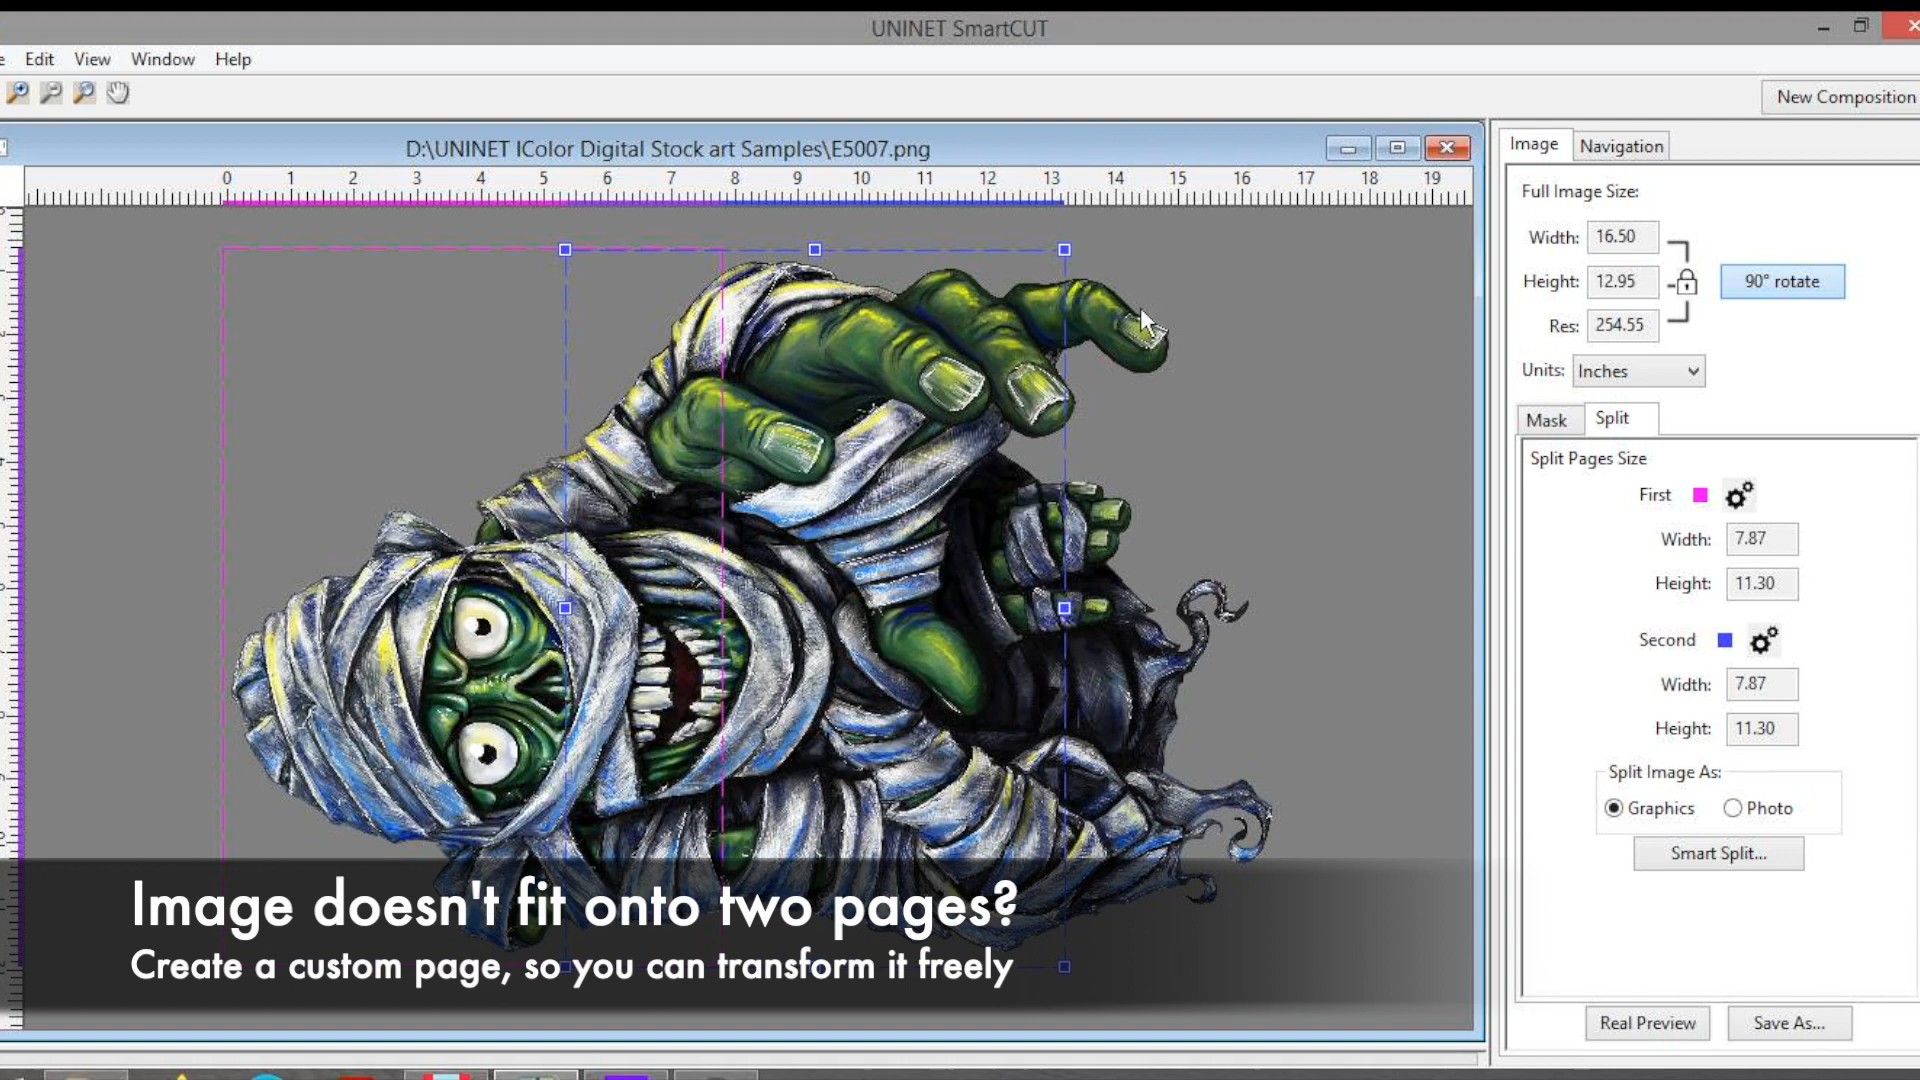 UNINET SmartCUT
Edit View Window Help
New Composition
D:\UNINET IColor Digital Stock art Samples\E5007.png
0 1 2 3 4 5 6 7 8 9 10 11 12 13 14 15 16 17 18 19
Image Navigation
Full Image Size:
Width: 16.50
Height: 12.95
90° rotate
Res: 254.55
Units: Inches
Mask Split
Split Pages Size
First
Width: 7.87
Height: 11.30
Second
Width: 7.87
Height: 11.30
Split Image As:
Graphics Photo
Smart Split...
Image doesn't fit onto two pages?
Create a custom page, so you can transform it freely
Real Preview Save As...